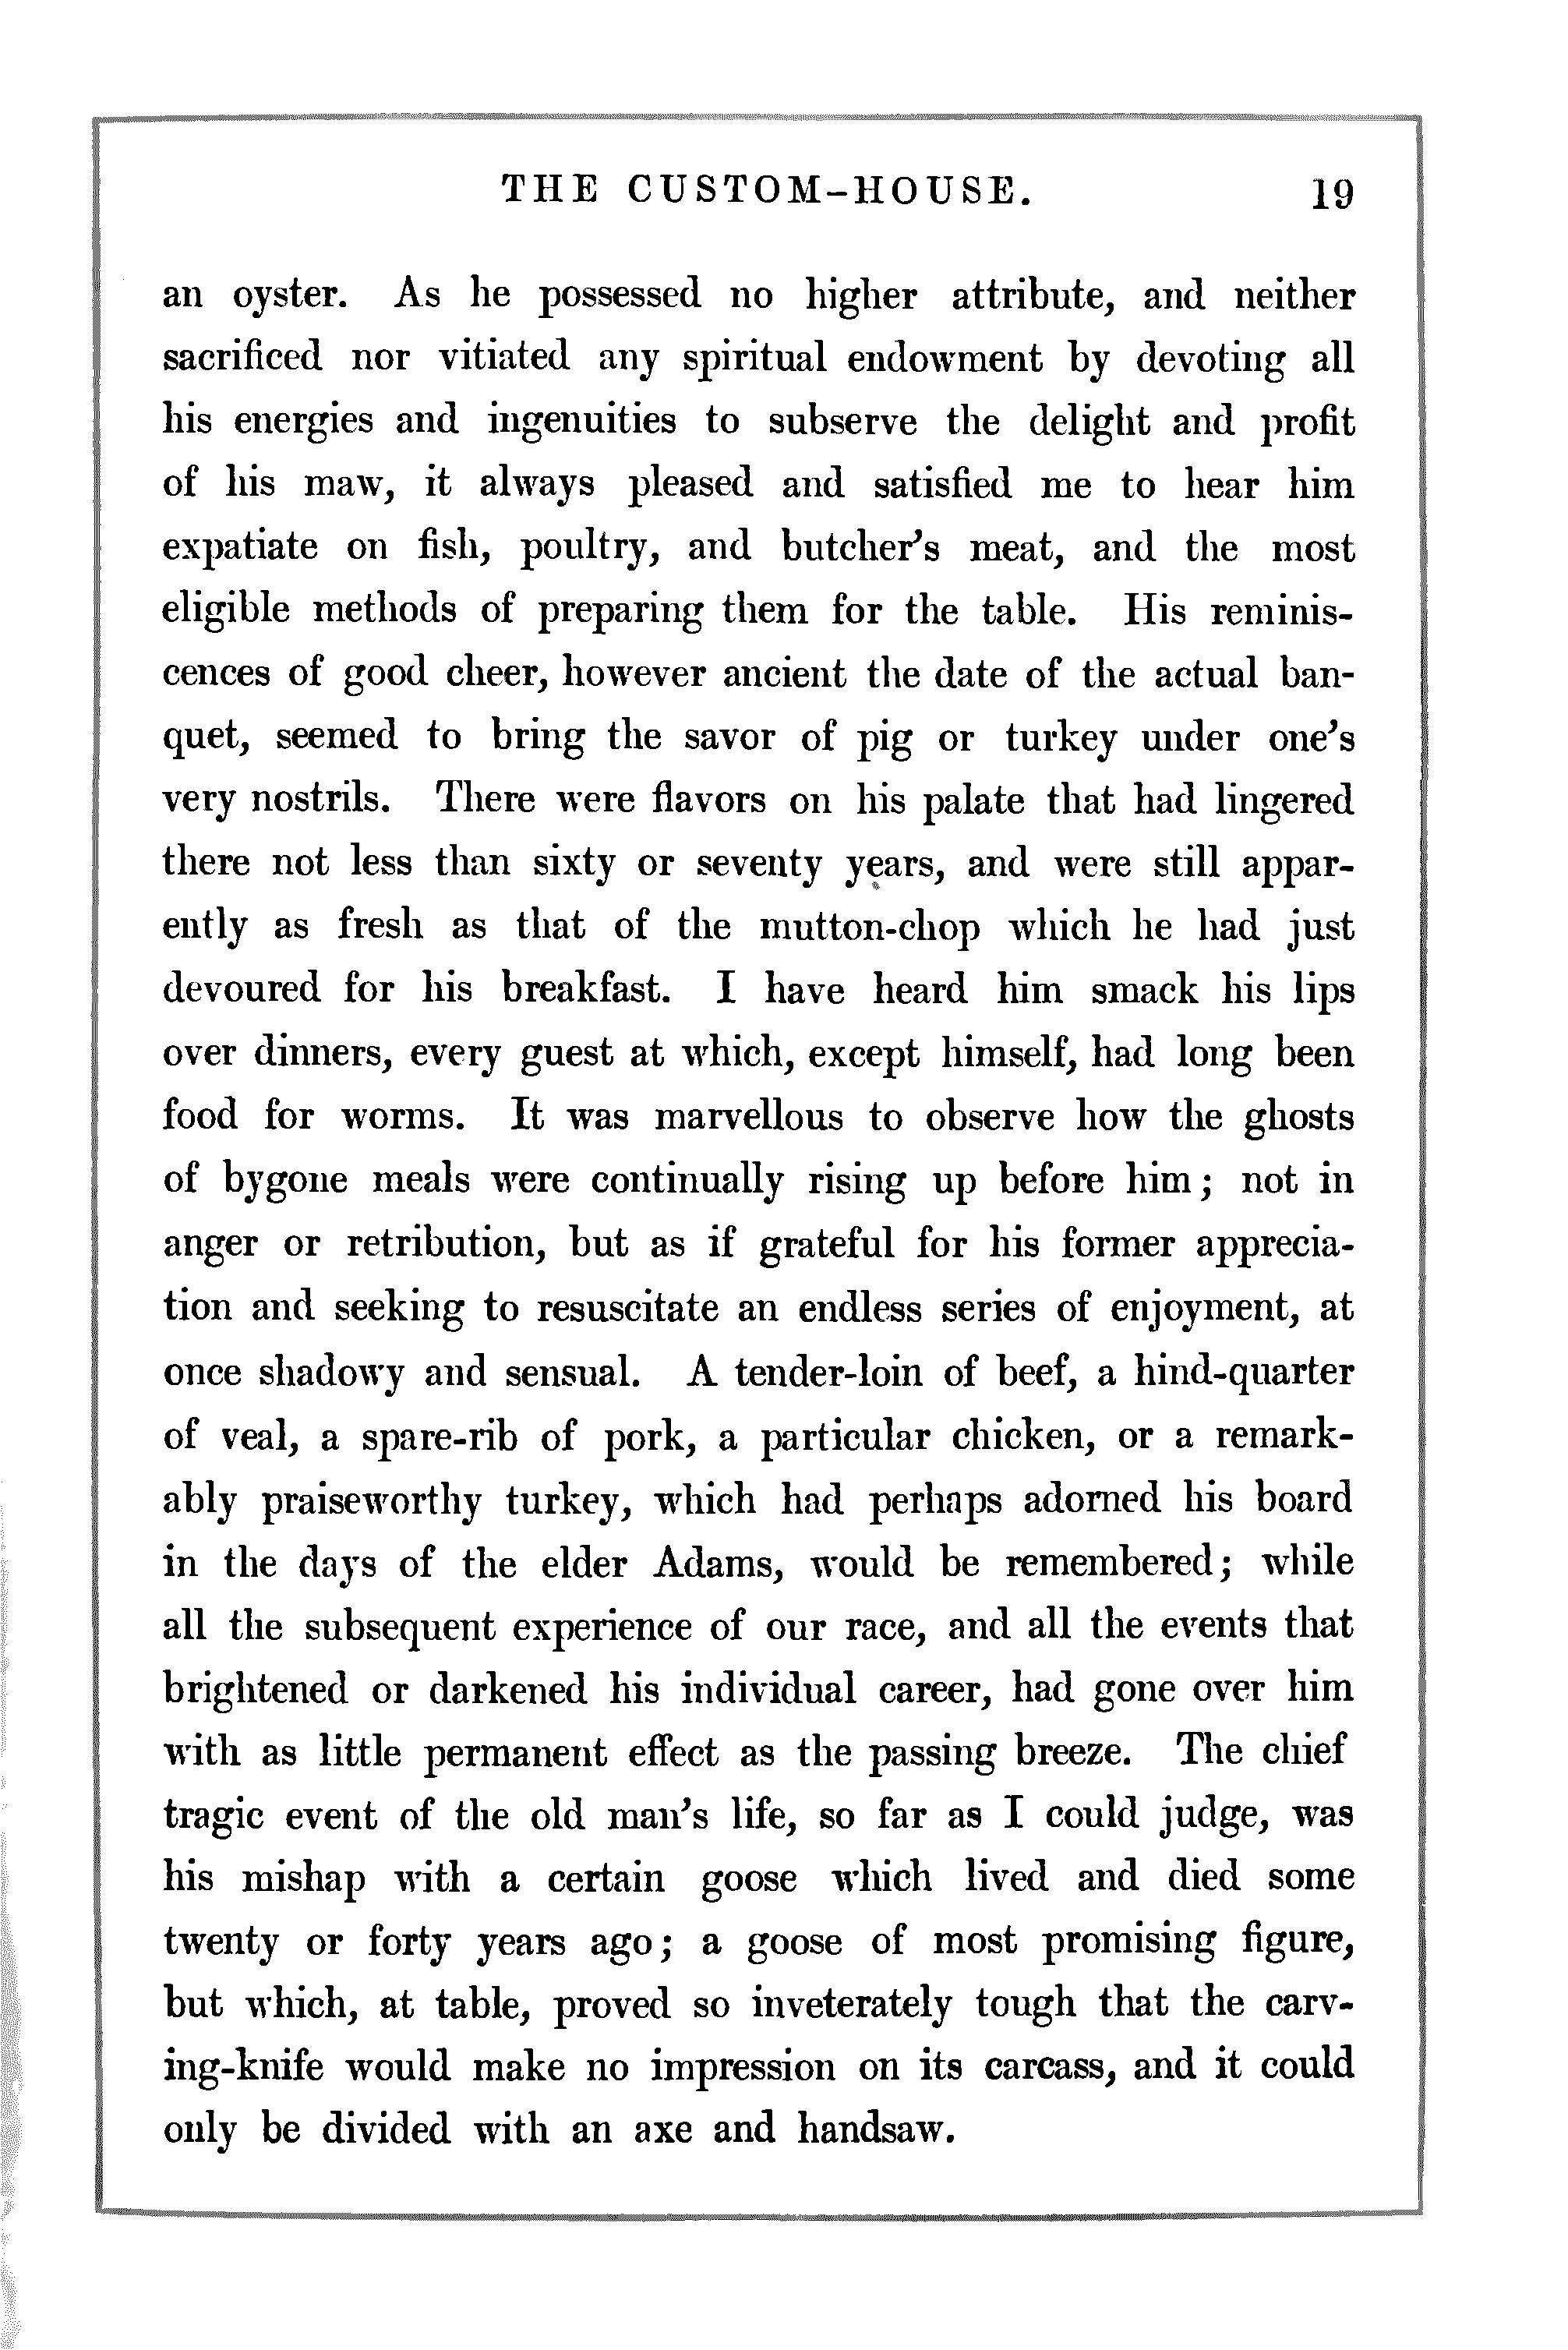 THE CUSTOM-HOUSE. 19
an oyster. As he possessed no higher attribute, and neither
sacrificed nor vitiated any spiritual endowment by devoting all
his energies and ingenuities to subserve the delight and profit
of his maw, it always pleased and satisfied me to hear him
expatiate on fish, poultry, and butcher's meat, and the most
eligible methods of preparing them for the table. His reminis-
cences of good cheer, however ancient the date of the actual ban-
quet, seemed to bring the savor of pig or turkey under one's
very nostrils. There were flavors on his palate that had lingered
there not less than sixty or seventy years, and were still appar-
ently as fresh as that of the mutton-chop which he had just
devoured for his breakfast. I have heard him smack his lips
over dinners, every guest at which, except himself, had long been
food for worms. It was marvellous to observe how the ghosts
of bygone meals were continually rising up before him; not in
anger or retribution, but as if grateful for his former apprecia-
tion and seeking to resuscitate an endless series of enjoyment, at
once shadowy and sensual. A tender-loin of beef, a hind-quarter
of veal, a spare-rib of pork, a particular chicken, or a remark-
ably praiseworthy turkey, which had perhaps adorned his board
in the days of the elder Adams, would be remembered; while
all the subsequent experience of our race, and all the events that
brightened or darkened his individual career, had gone over him
with as little permanent effect as the passing breeze. The chief
tragic event of the old man's life, so far as I could judge, was
his mishap with a certain goose which lived and died some
twenty or forty years ago; a goose of most promising figure,
but which, at table, proved so inveterately tough that the carv-
ing-knife would make no impression on its carcass, and it could
only be divided with an axe and handsaw.